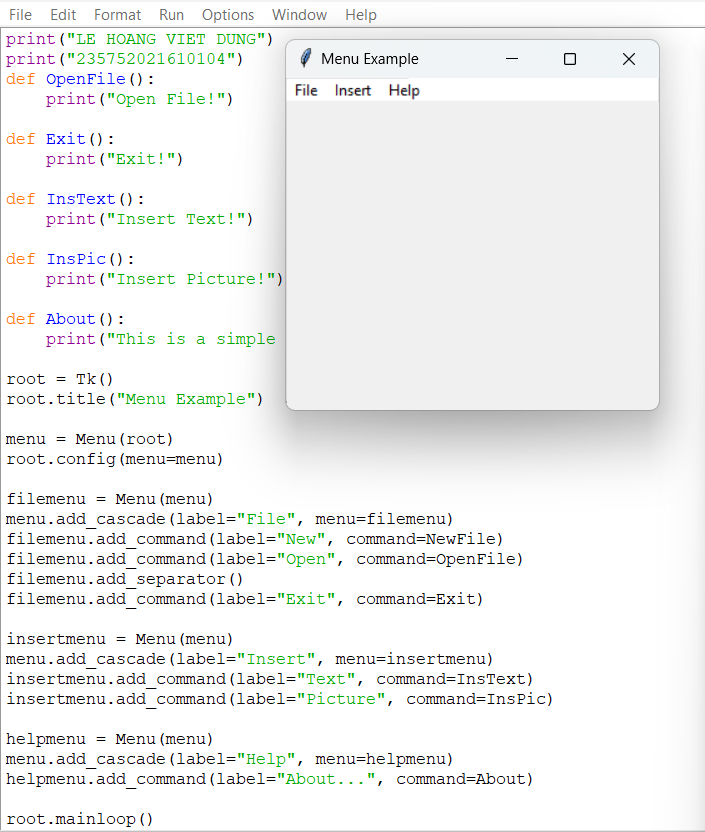 File Edit Format Run Options Window Help
print("LE HOANG VIET DUNG")
print("235752021610104")
def OpenFile():
    print("Open File!")
def Exit():
    print("Exit!")
def InsText():
    print("Insert Text!")
def InsPic():
    print("Insert Picture!")
def About():
    print("This is a simple
root = Tk()
root.title("Menu Example")
menu = Menu(root)
root.config(menu=menu)
filemenu = Menu(menu)
menu.add_cascade(label="File", menu=filemenu)
filemenu.add_command(label="New", command=NewFile)
filemenu.add_command(label="Open", command=OpenFile)
filemenu.add_separator()
filemenu.add_command(label="Exit", command=Exit)
insertmenu = Menu(menu)
menu.add_cascade(label="Insert", menu=insertmenu)
insertmenu.add_command(label="Text", command=InsText)
insertmenu.add_command(label="Picture", command=InsPic)
helpmenu = Menu(menu)
menu.add_cascade(label="Help", menu=helpmenu)
helpmenu.add_command(label="About...", command=About)
root.mainloop()
Menu Example
File Insert Help